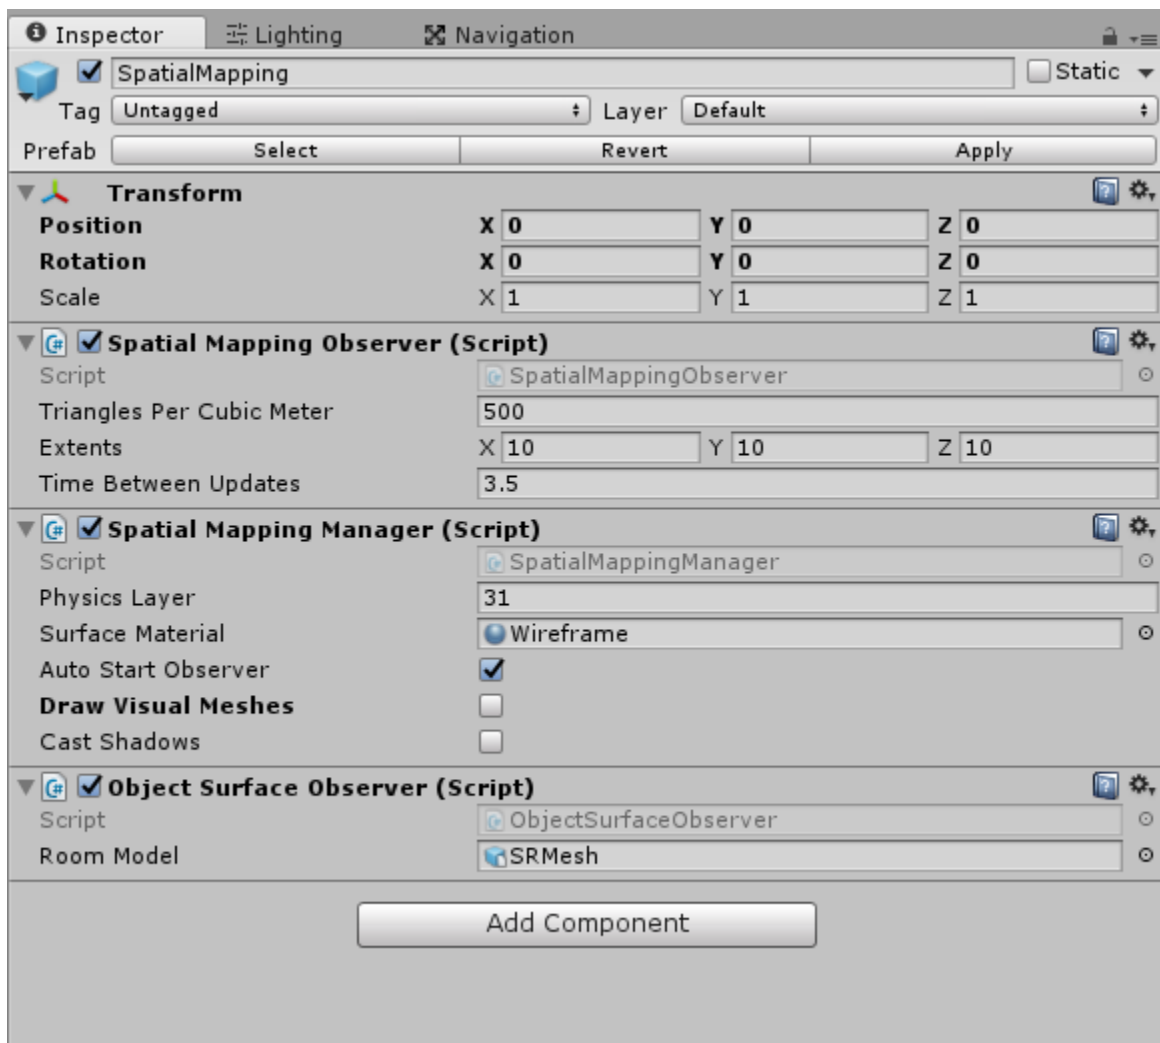 Inspector Lighting Navigation
SpatialMapping Static
Tag Untagged Layer Default
Prefab Select Revert Apply
Transform
Position X 0 Y 0 Z 0
Rotation X 0 Y 0 Z 0
Scale X 1 Y 1 Z 1
Spatial Mapping Observer (Script)
Script SpatialMappingObserver
Triangles Per Cubic Meter 500
Extents X 10 Y 10 Z 10
Time Between Updates 3.5
Spatial Mapping Manager (Script)
Script SpatialMappingManager
Physics Layer 31
Surface Material Wireframe
Auto Start Observer
Draw Visual Meshes
Cast Shadows
Object Surface Observer (Script)
Script ObjectSurfaceObserver
Room Model SRMesh
Add Component